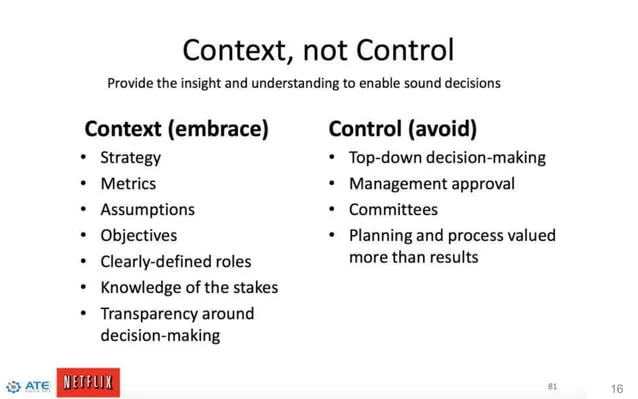 Context, not Control
Provide the insight and understanding to enable sound decisions
Context (embrace)
• Strategy
• Metrics
• Assumptions
• Objectives
• Clearly-defined roles
• Knowledge of the stakes
• Transparency around
decision-making
Control (avoid)
• Top-down decision-making
• Management approval
• Committees
• Planning and process valued
more than results
ATE
NETFLIX
81
16